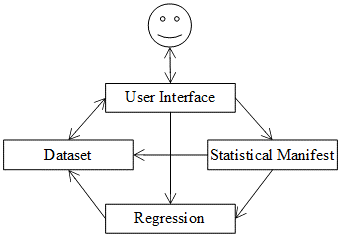 User Interface
Dataset
Statistical Manifest
Regression